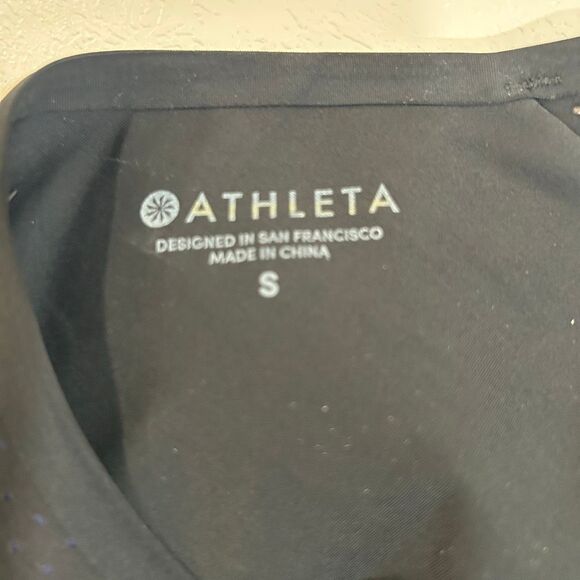 ATHLETA
DESIGNED IN SAN FRANCISCO
MADE IN CHINA
S